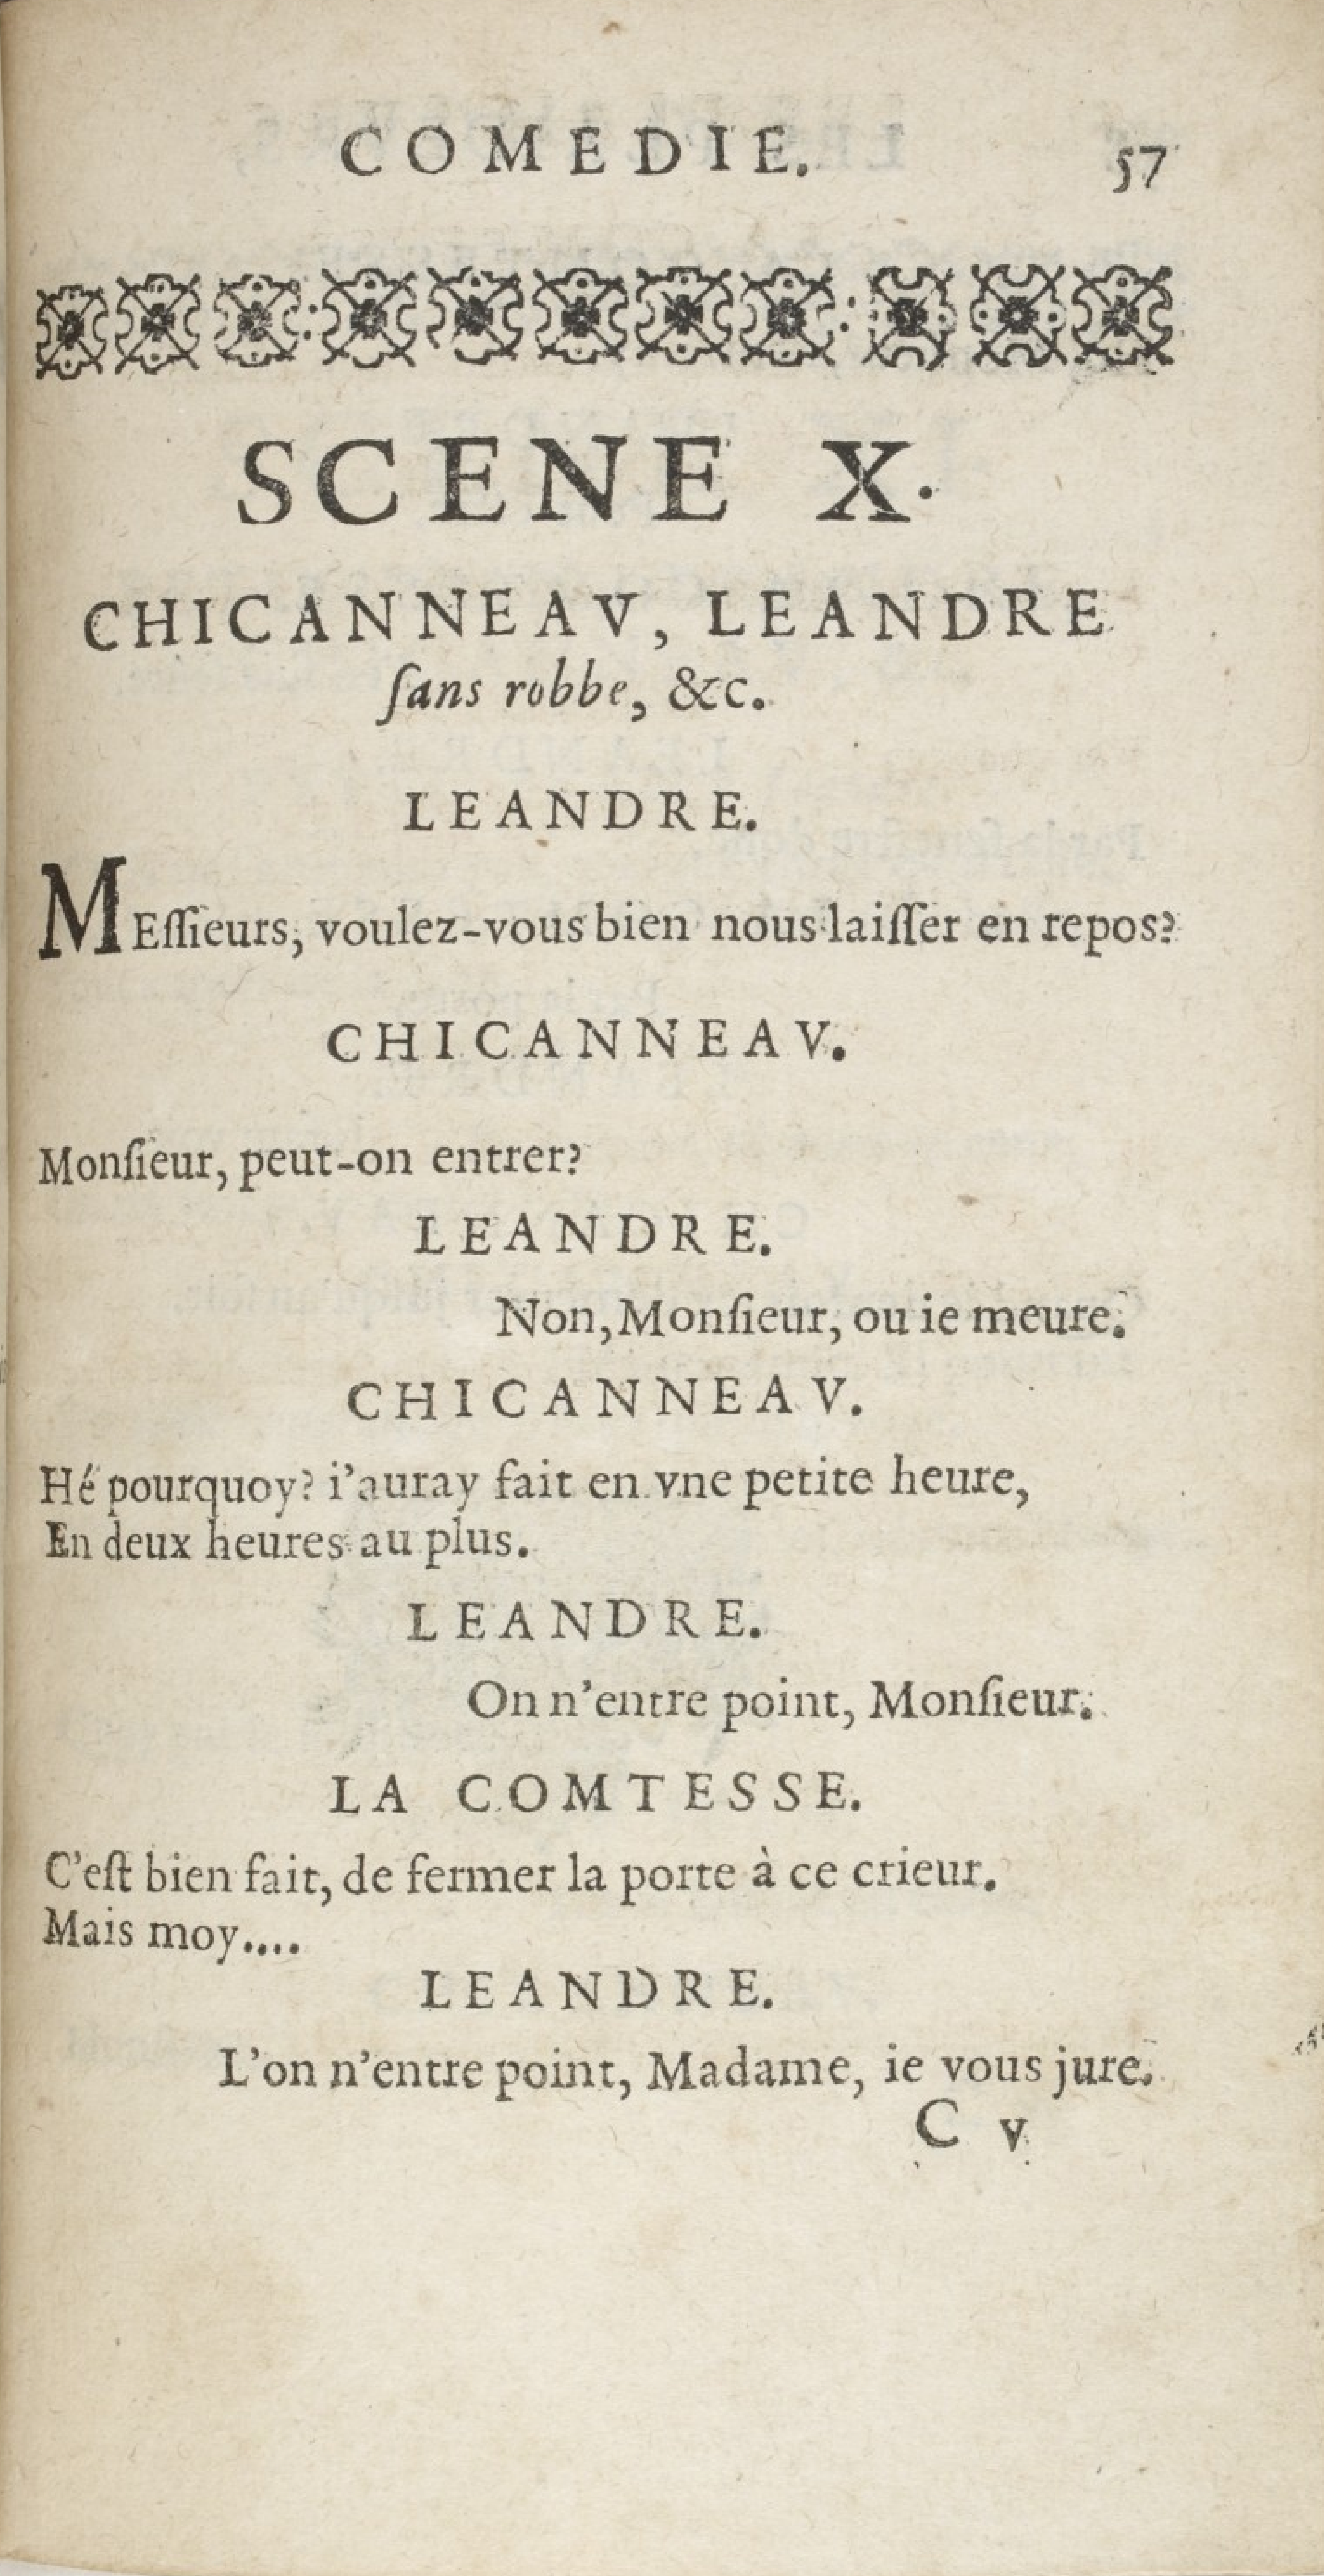 COMEDIE. 57
SCENE X.
CHICANNEAV, LEANDRE
ſans robbe, &c.
LEANDRE.
MEſſieurs, voulez-vous bien nous laiſſer en repos?
CHICANNEAV.
Monſieur, peut-on entrer?
LEANDRE.
Non, Monſieur, ou ie meure.
CHICANNEAV.
Hé pourquoy? i'auray fait en vne petite heure,
En deux heures au plus.
LEANDRE.
On n'entre point, Monſieur.
LA COMTESSE.
C'eſt bien fait, de fermer la porte à ce crieur.
Mais moy....
LEANDRE.
L'on n'entre point, Madame, ie vous jure.
C v